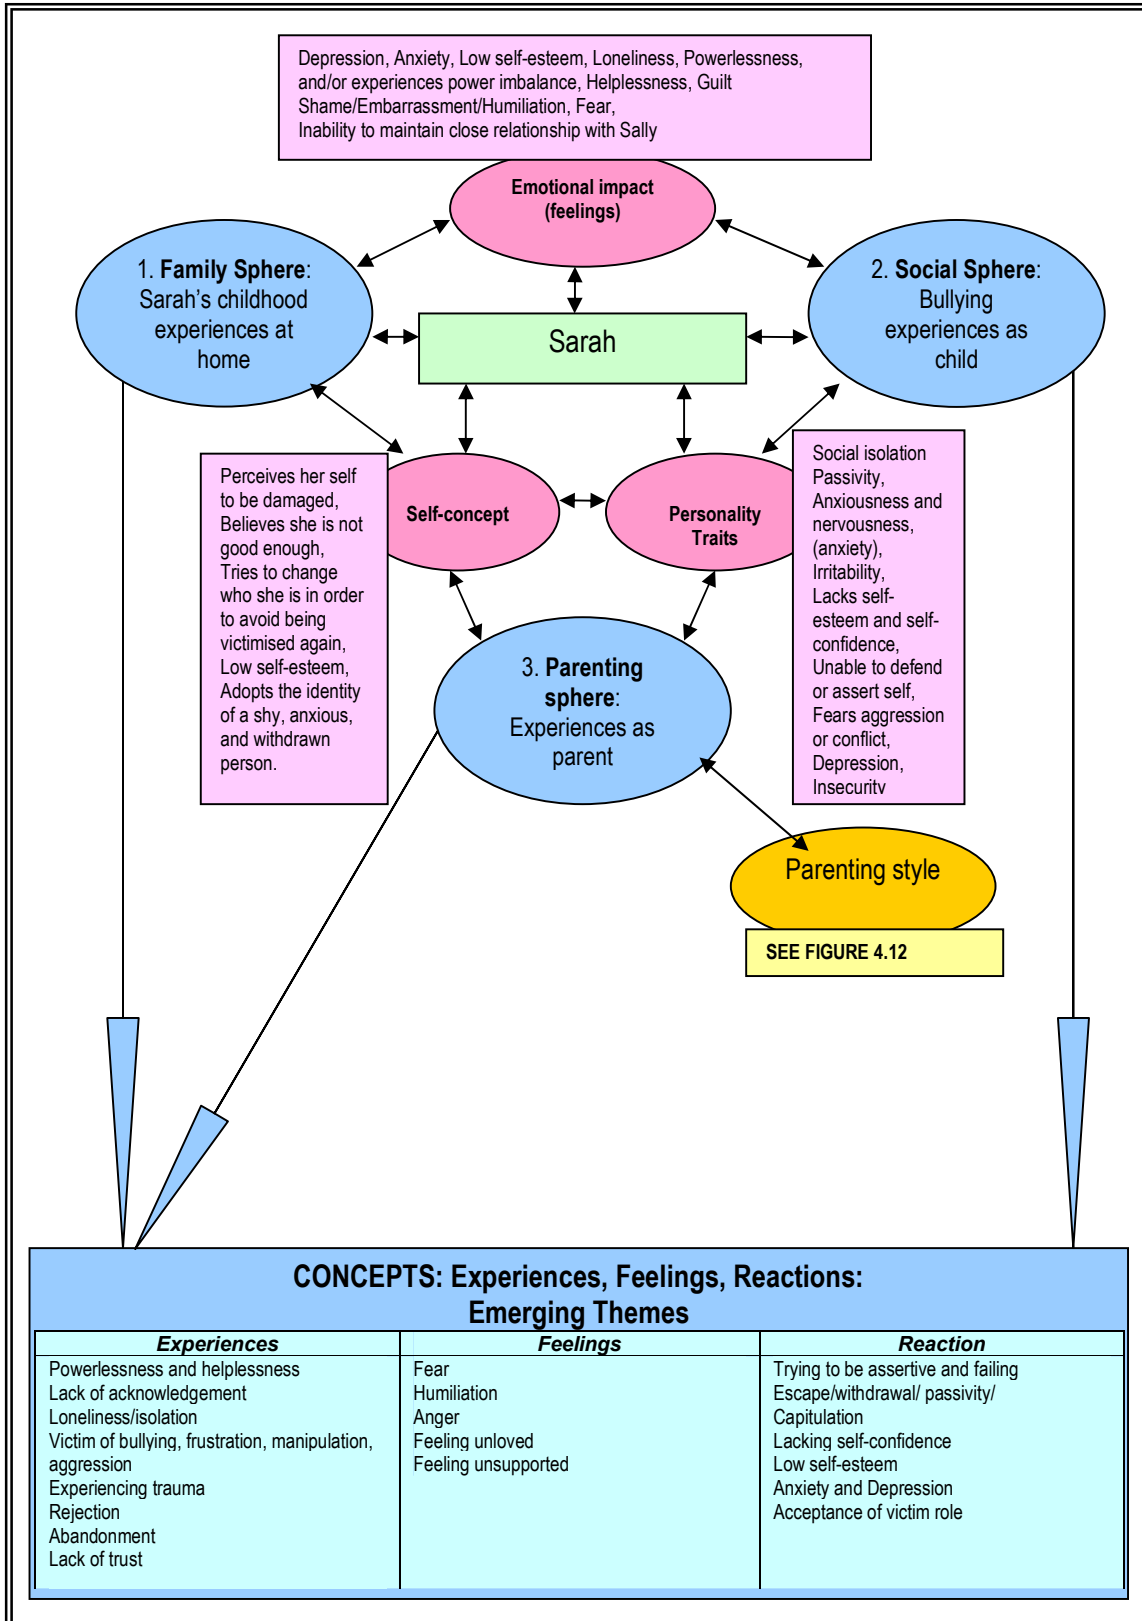 Depression, Anxiety, Low self-esteem, Loneliness, Powerlessness,
and/or experiences power imbalance, Helplessness, Guilt
Shame/Embarrassment/Humiliation, Fear,
Inability to maintain close relationship with Sally
Emotional impact
(feelings)
1. Family Sphere:
Sarah’s childhood
experiences at
home
2. Social Sphere:
Bullying
experiences as
child
Sarah
Perceives her self
to be damaged,
Believes she is not
good enough,
Tries to change
who she is in order
to avoid being
victimised again,
Low self-esteem,
Adopts the identity
of a shy, anxious,
and withdrawn
person.
Self-concept
Personality
Traits
Social isolation
Passivity,
Anxiousness and
nervousness,
(anxiety),
Irritability,
Lacks self-
esteem and self-
confidence,
Unable to defend
or assert self,
Fears aggression
or conflict,
Depression,
Insecurity
3. Parenting
sphere:
Experiences as
parent
Parenting style
SEE FIGURE 4.12
CONCEPTS: Experiences, Feelings, Reactions:
Emerging Themes
Experiences
Powerlessness and helplessness
Lack of acknowledgement
Loneliness/isolation
Victim of bullying, frustration, manipulation,
aggression
Experiencing trauma
Rejection
Abandonment
Lack of trust
Feelings
Fear
Humiliation
Anger
Feeling unloved
Feeling unsupported
Reaction
Trying to be assertive and failing
Escape/withdrawal/ passivity/
Capitulation
Lacking self-confidence
Low self-esteem
Anxiety and Depression
Acceptance of victim role